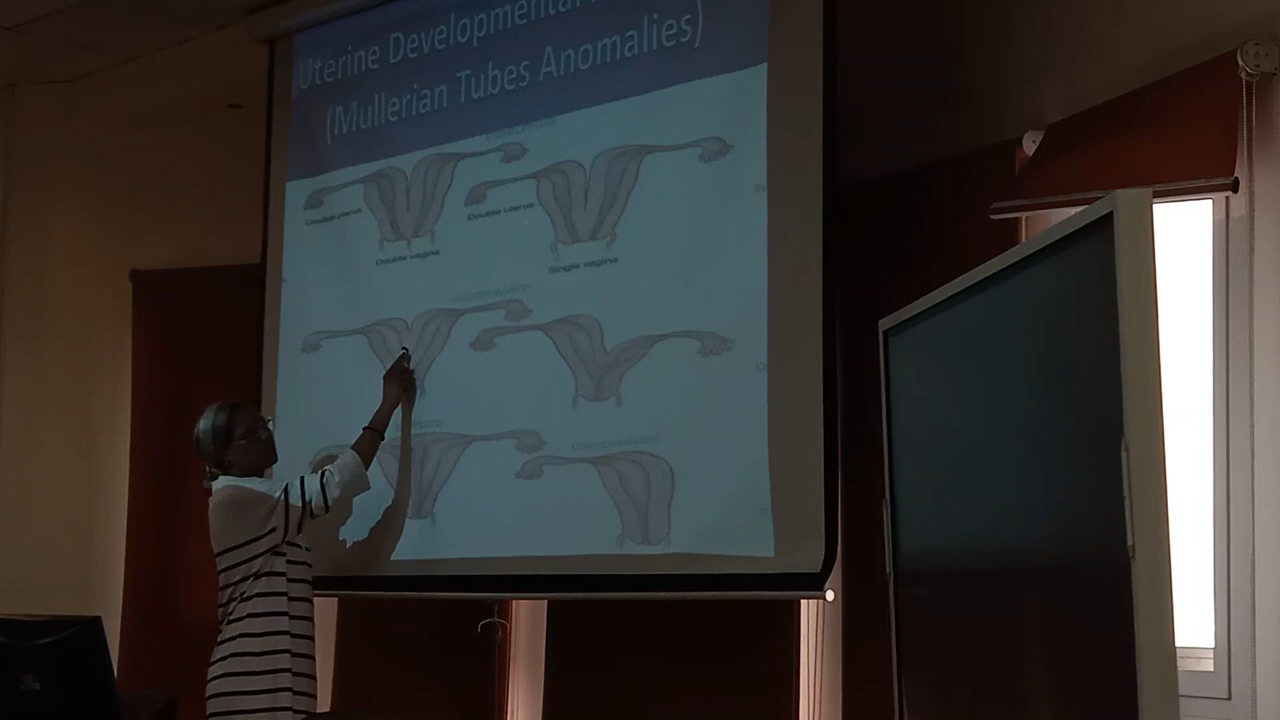 Uterine Developmental
(Mullerian Tubes Anomalies)
Double uterus
Double uterus
Double vagina
Single vagina